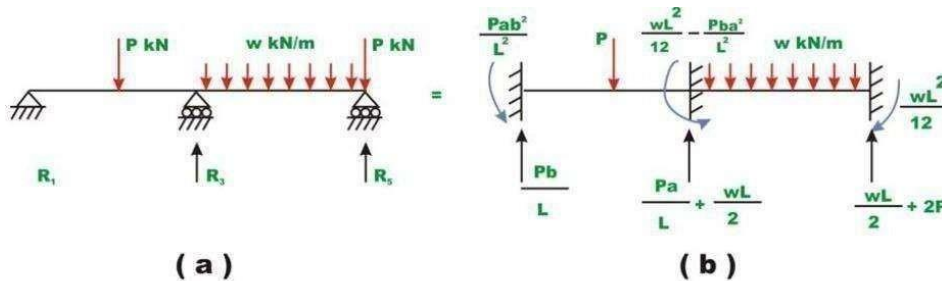 P kN
w kN/m
P kN
R₁
R₃
R₅
=
Pab²
L²
P
wL²
12
−
Pba²
L²
w kN/m
wL²
12
Pb
L
Pa
L
+
wL
2
wL
2
+ 2P
( a )
( b )